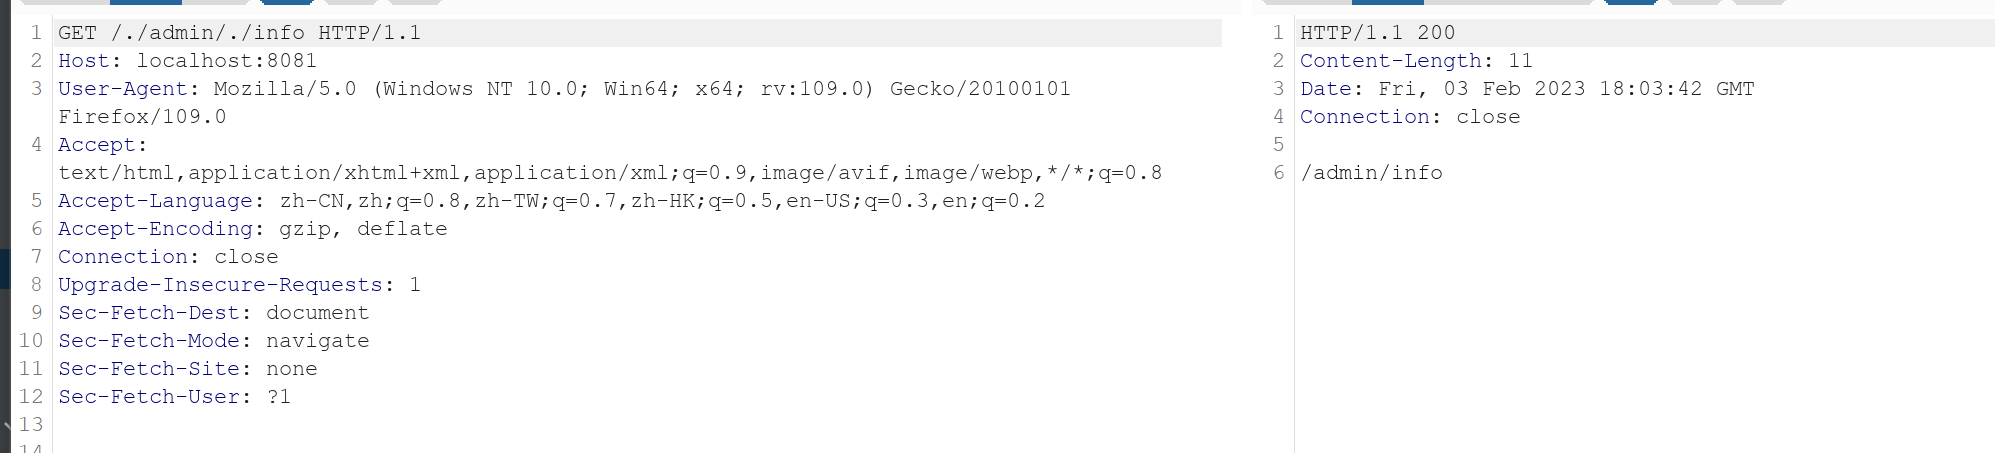 1 GET /./admin/./info HTTP/1.1
2 Host: localhost:8081
3 User-Agent: Mozilla/5.0 (Windows NT 10.0; Win64; x64; rv:109.0) Gecko/20100101
Firefox/109.0
4 Accept:
text/html,application/xhtml+xml,application/xml;q=0.9,image/avif,image/webp,*/*;q=0.8
5 Accept-Language: zh-CN,zh;q=0.8,zh-TW;q=0.7,zh-HK;q=0.5,en-US;q=0.3,en;q=0.2
6 Accept-Encoding: gzip, deflate
7 Connection: close
8 Upgrade-Insecure-Requests: 1
9 Sec-Fetch-Dest: document
10 Sec-Fetch-Mode: navigate
11 Sec-Fetch-Site: none
12 Sec-Fetch-User: ?1
13
14
1 HTTP/1.1 200
2 Content-Length: 11
3 Date: Fri, 03 Feb 2023 18:03:42 GMT
4 Connection: close
5
6 /admin/info